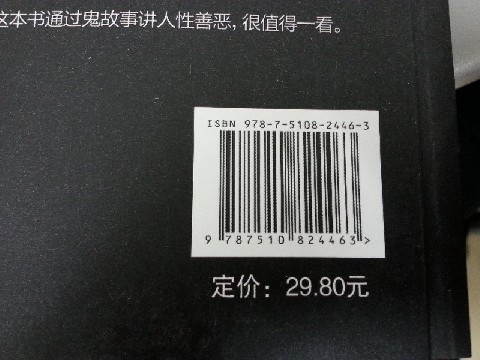 这本书通过鬼故事讲人性善恶，很值得一看。
ISBN 978-7-5108-2446-3
9 787510 824463 >
定价：29.80元